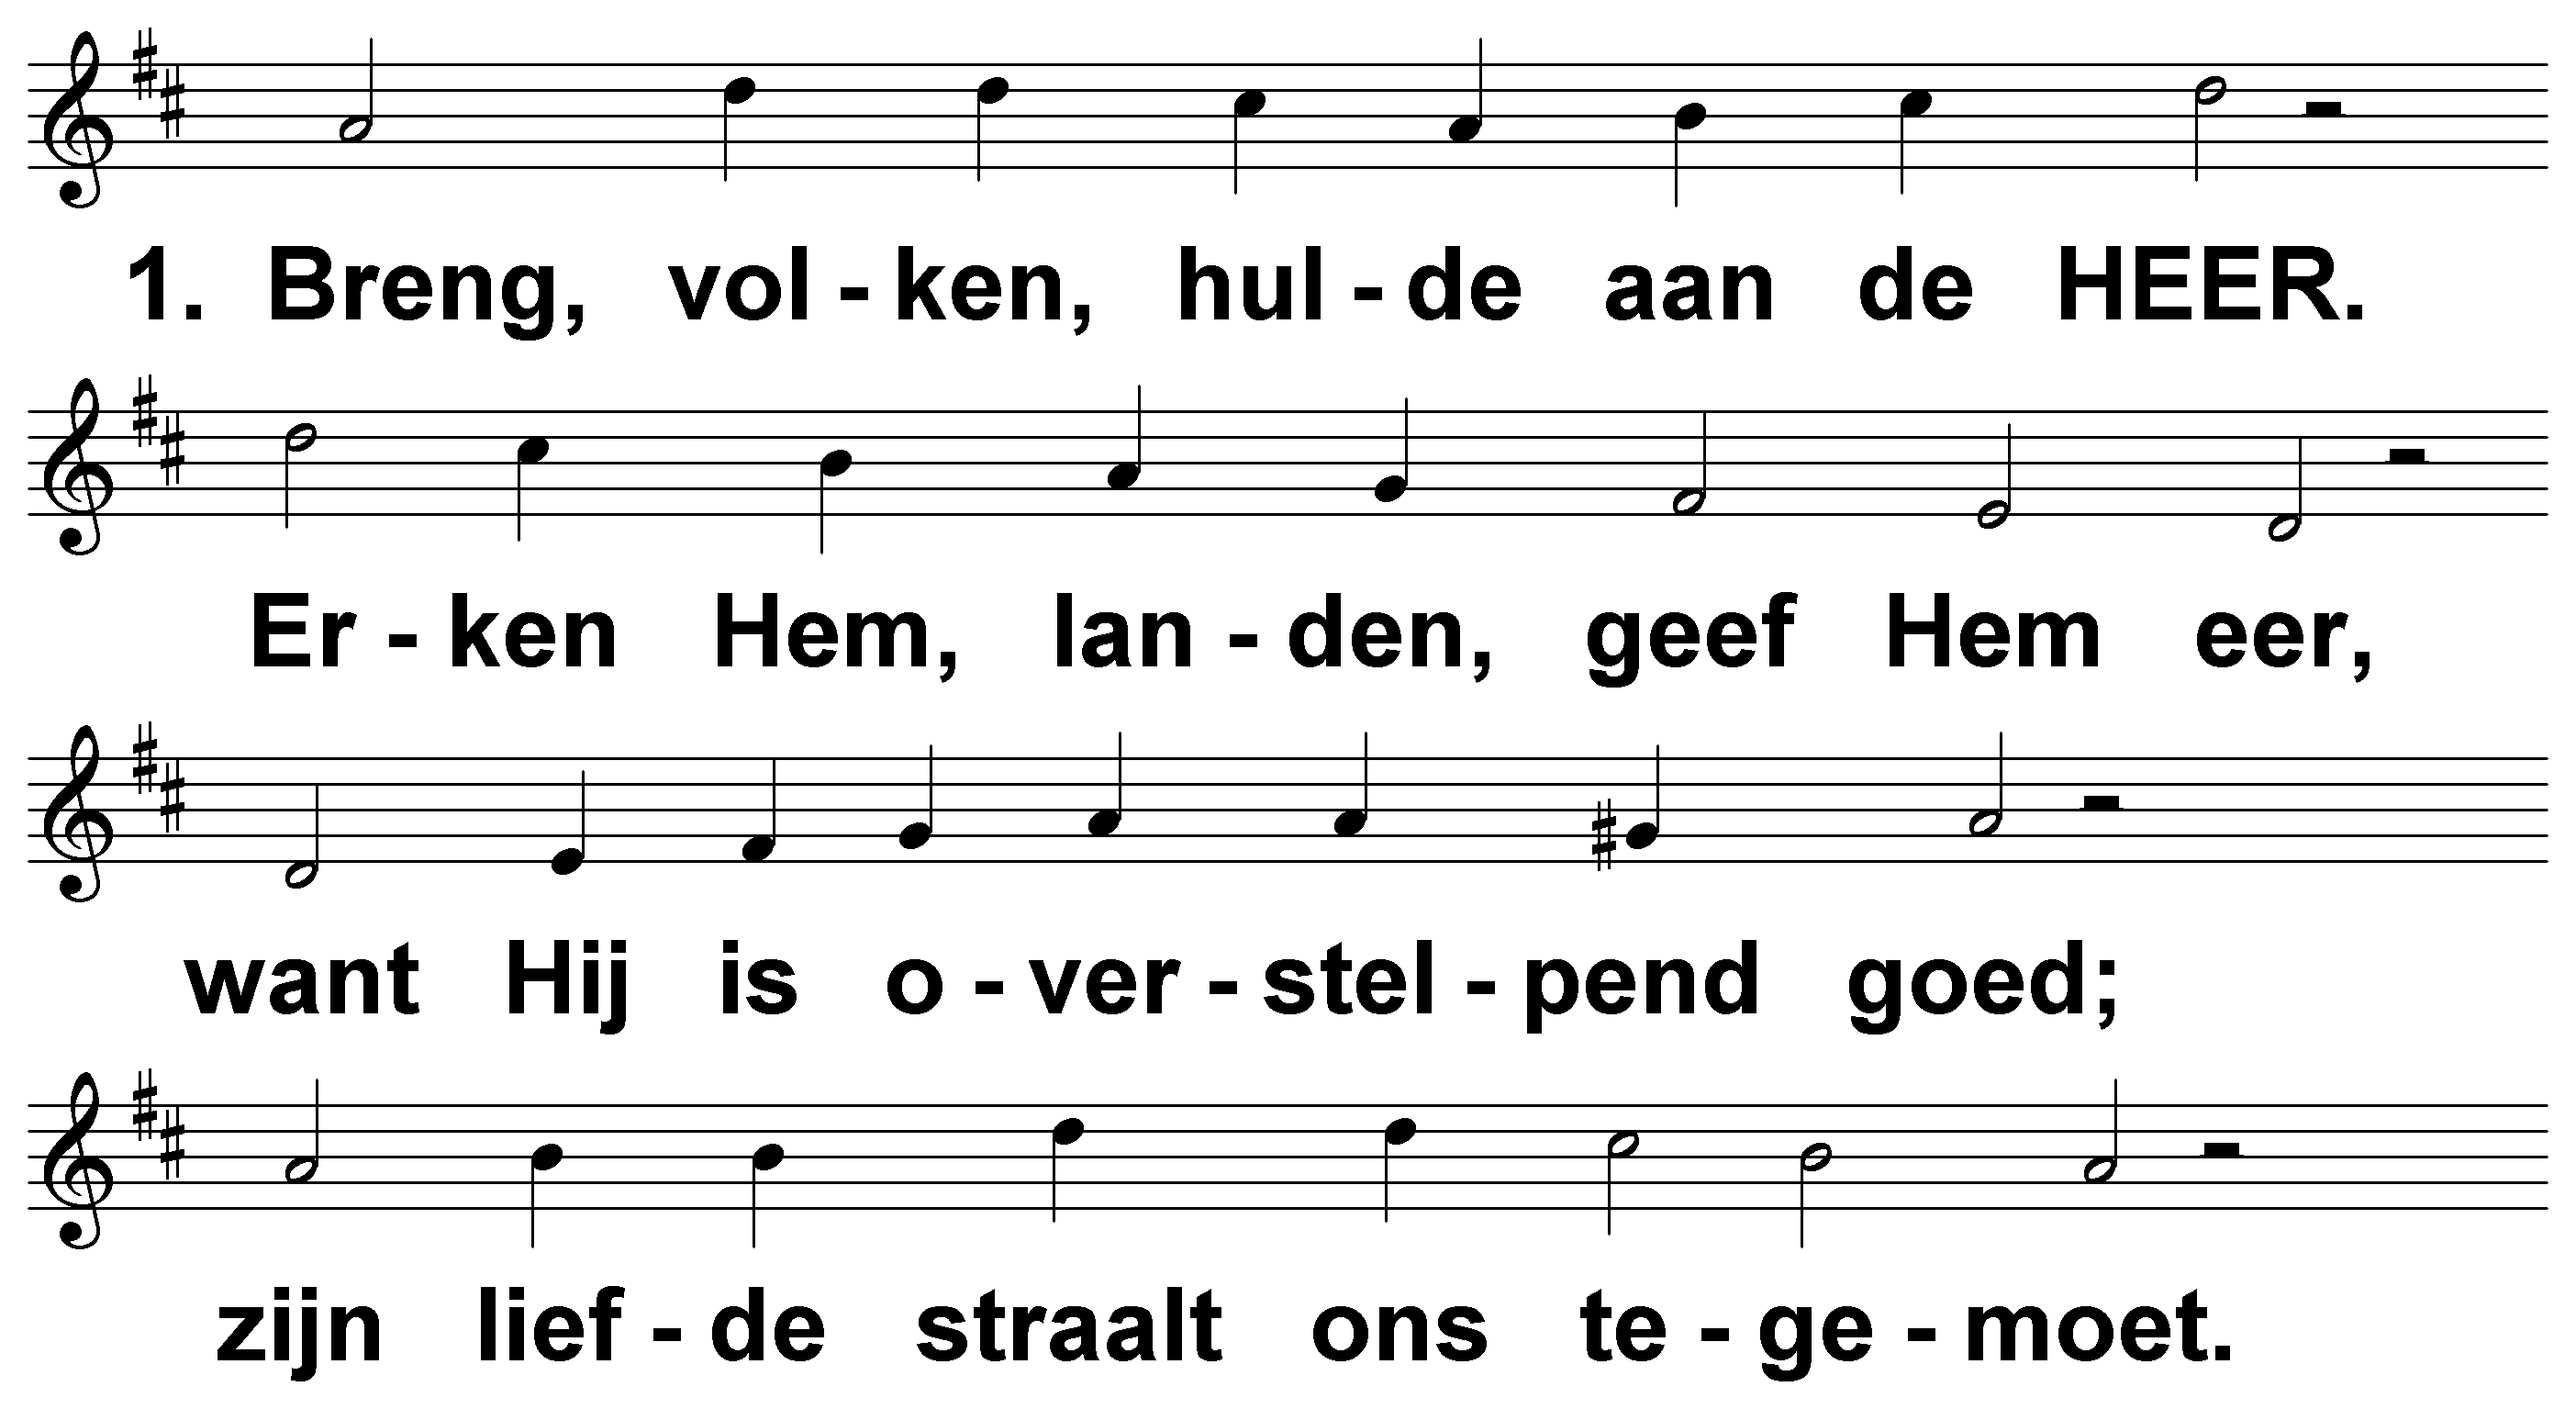 1. Breng, vol - ken, hul - de aan de HEER.
Er - ken Hem, lan - den, geef Hem eer,
want Hij is o - ver - stel - pend goed;
zijn lief - de straalt ons te - ge - moet.